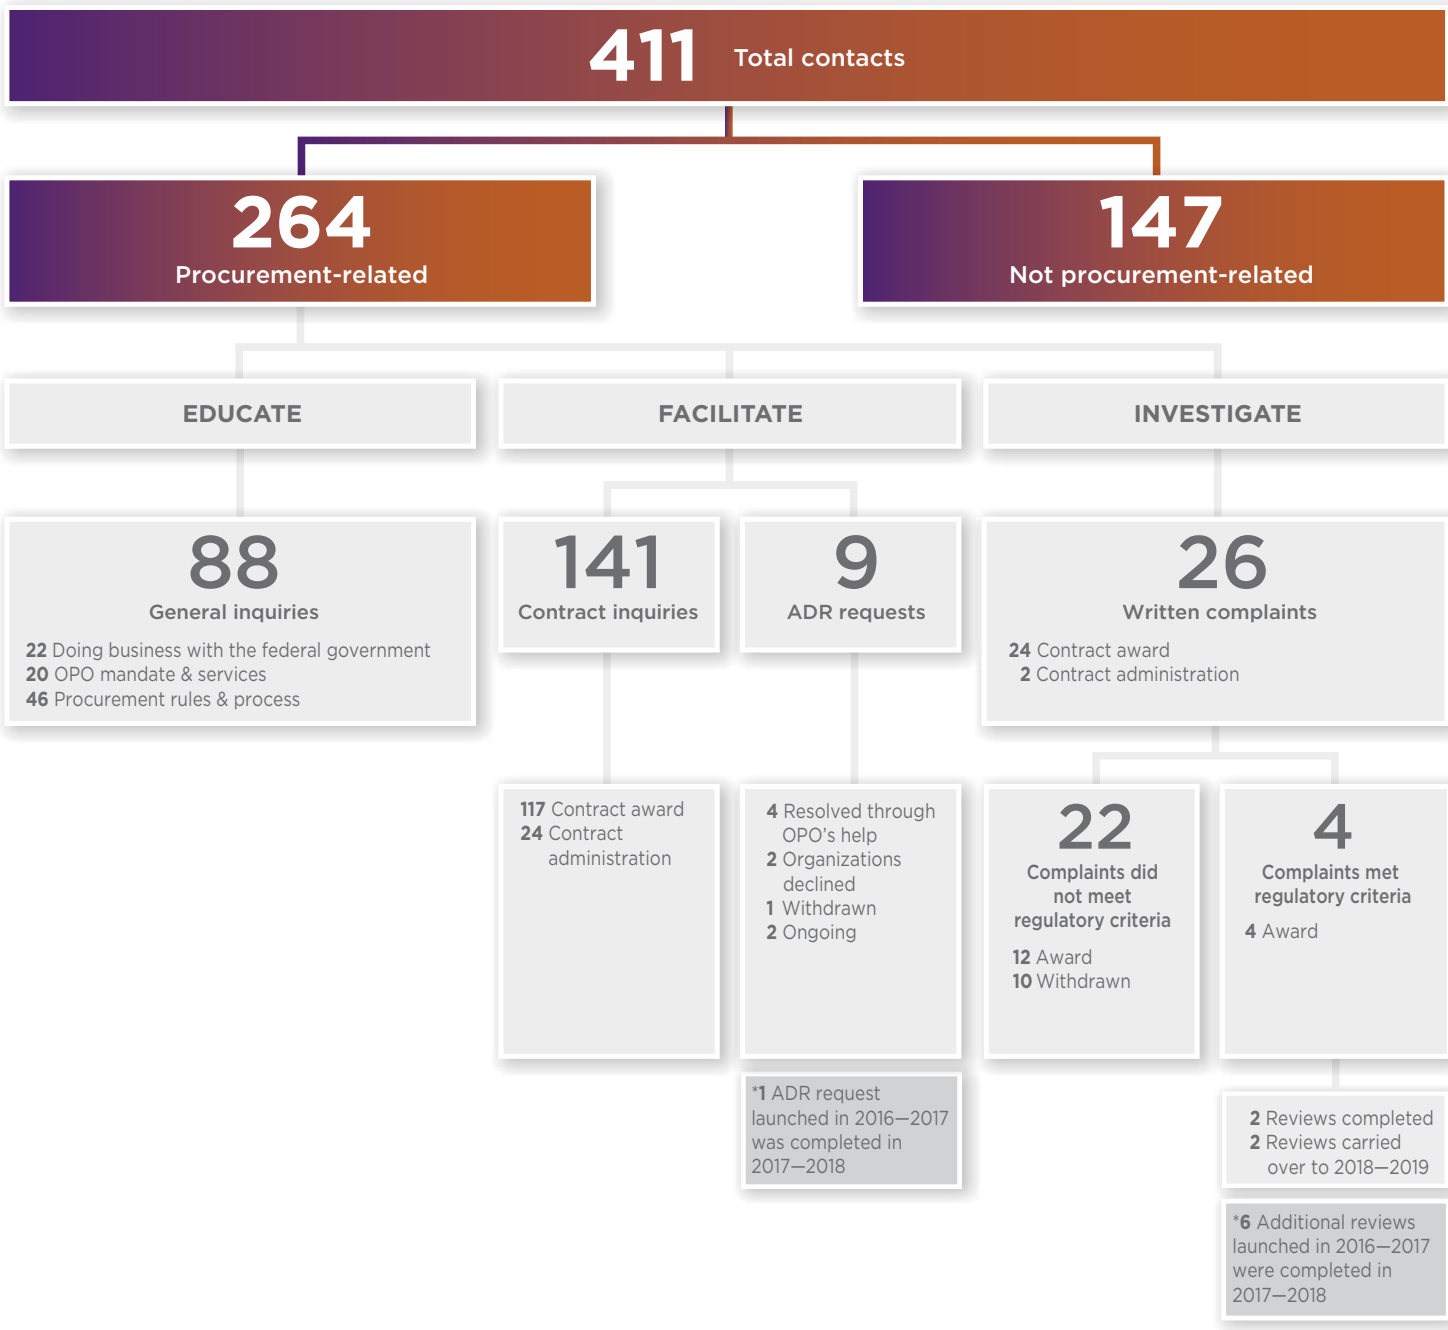 411 Total contacts
264
Procurement-related
147
Not procurement-related
EDUCATE
FACILITATE
INVESTIGATE
88
General inquiries
22 Doing business with the federal government
20 OPO mandate & services
46 Procurement rules & process
141
Contract inquiries
9
ADR requests
26
Written complaints
24 Contract award
2 Contract administration
117 Contract award
24 Contract
administration
4 Resolved through
OPO’s help
2 Organizations
declined
1 Withdrawn
2 Ongoing
22
Complaints did
not meet
regulatory criteria
12 Award
10 Withdrawn
4
Complaints met
regulatory criteria
4 Award
*1 ADR request
launched in 2016—2017
was completed in
2017—2018
2 Reviews completed
2 Reviews carried
over to 2018—2019
*6 Additional reviews
launched in 2016—2017
were completed in
2017—2018